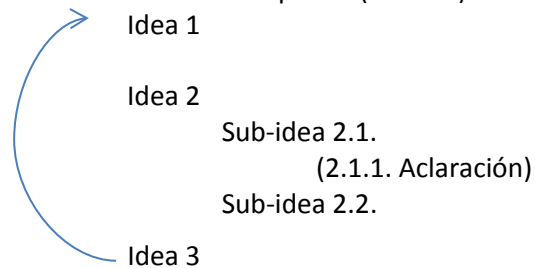 Idea 1
Idea 2
Sub-idea 2.1.
(2.1.1. Aclaración)
Sub-idea 2.2.
Idea 3